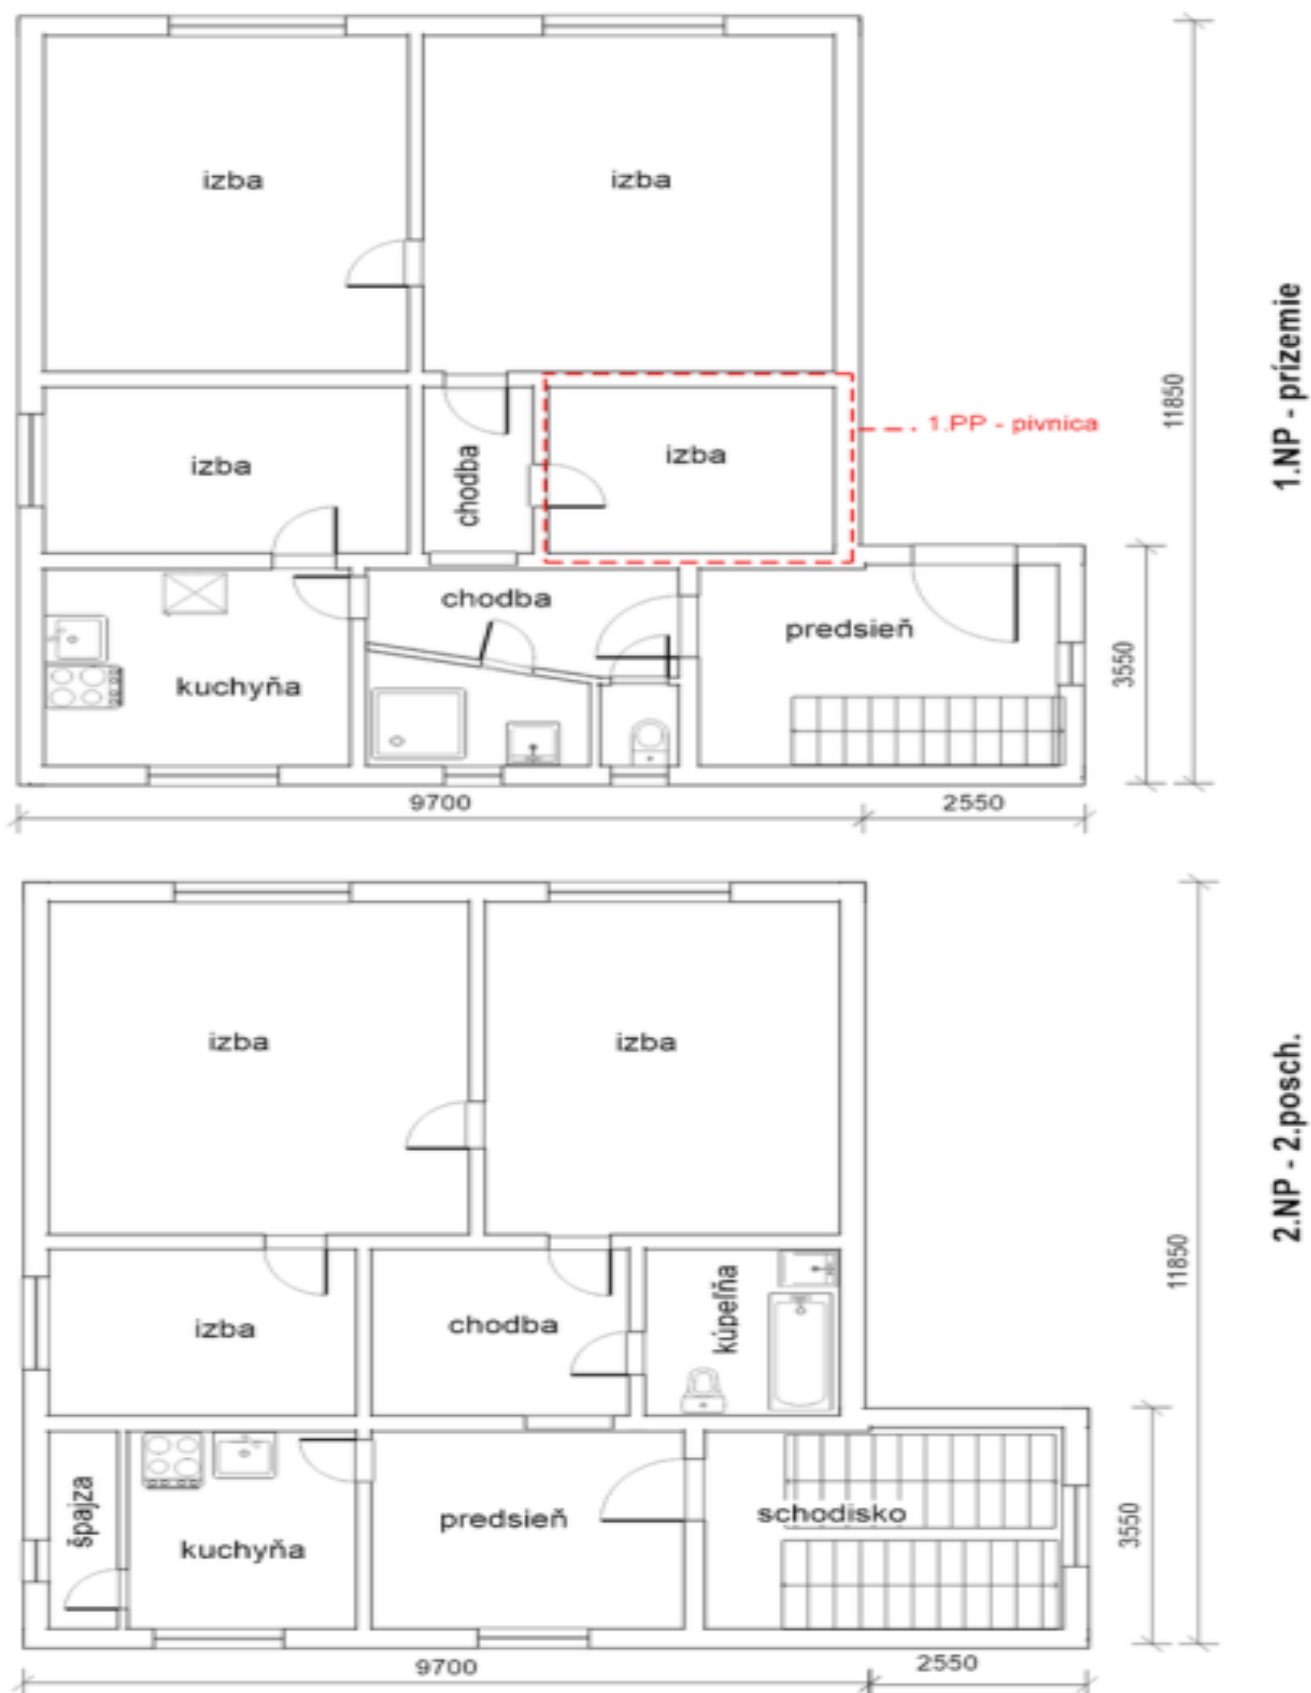 izba
izba
izba
chodba
izba
1.PP - pivnica
chodba
predsieň
kuchyňa
11850
3550
9700
2550
1.NP - prízemie
izba
izba
izba
chodba
kúpeľňa
špajza
kuchyňa
predsieň
schodisko
11850
3550
9700
2550
2.NP - 2.posch.